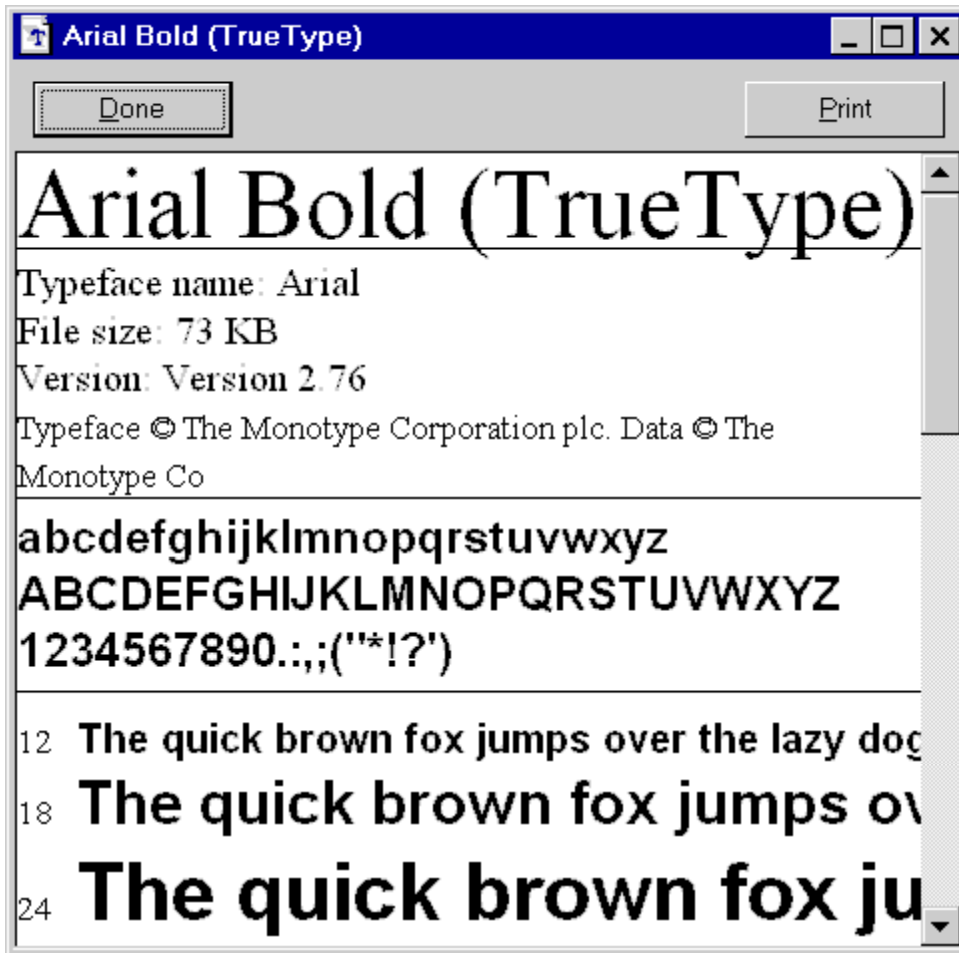 Arial Bold (TrueType)
Done
Print
Arial Bold (TrueType)
Typeface name: Arial
File size: 73 KB
Version: Version 2.76
Typeface © The Monotype Corporation plc. Data © The
Monotype Co
abcdefghijklmnopqrstuvwxyz
ABCDEFGHIJKLMNOPQRSTUVWXYZ
1234567890.:,;("*!?')
12 The quick brown fox jumps over the lazy dog
18 The quick brown fox jumps ov
24 The quick brown fox ju